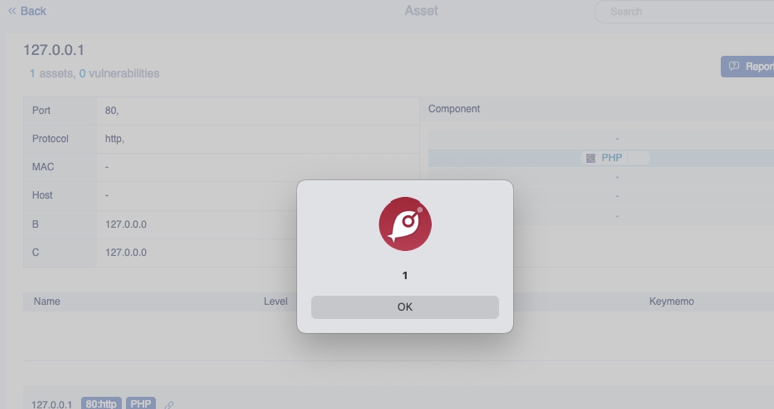 « Back
Asset
Search
127.0.0.1
1 assets, 0 vulnerabilities
Repor
Port 80,
Component
Protocol http,
-
PHP
MAC -
-
Host -
-
B 127.0.0.0
-
C 127.0.0.0
1
OK
Name Level Keymemo
127.0.0.1 80:http PHP